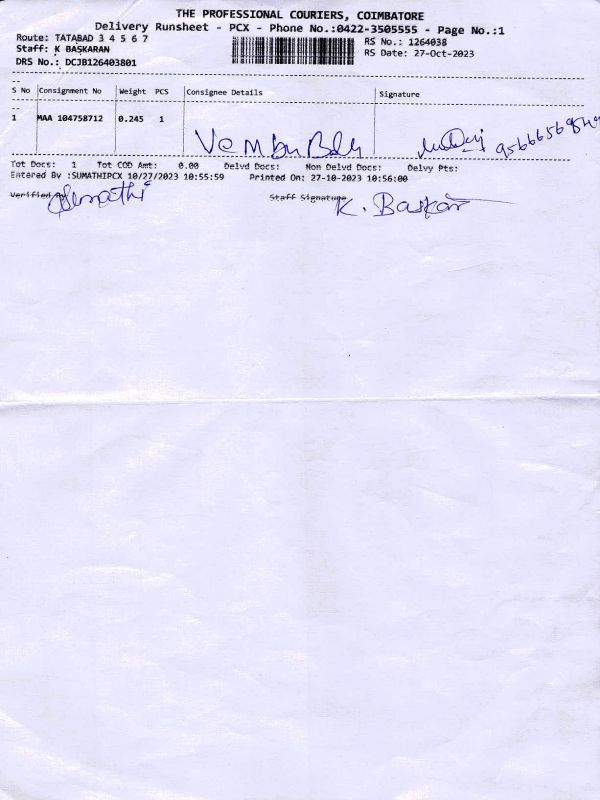 THE PROFESSIONAL COURIERS, COIMBATORE
Delivery Runsheet - PCX - Phone No.:0422-3505555 - Page No.:1
Route: TATABAD 3 4 5 6 7
RS No.: 1264038
Staff: K BASKARAN
RS Date: 27-Oct-2023
DRS No.: DCJB126403801
S No Consignment No Weight PCS Consignee Details Signature
1 MAA 104758712 0.245 1
Tot Docs: 1 Tot COD Amt: 0.00 Delvd Docs: Non Delvd Docs: Delvy Pts:
Entered By :SUMATHIPCX 10/27/2023 10:55:59 Printed On: 27-10-2023 10:56:00
Verified By Sumathi Staff Signature K. Baskar